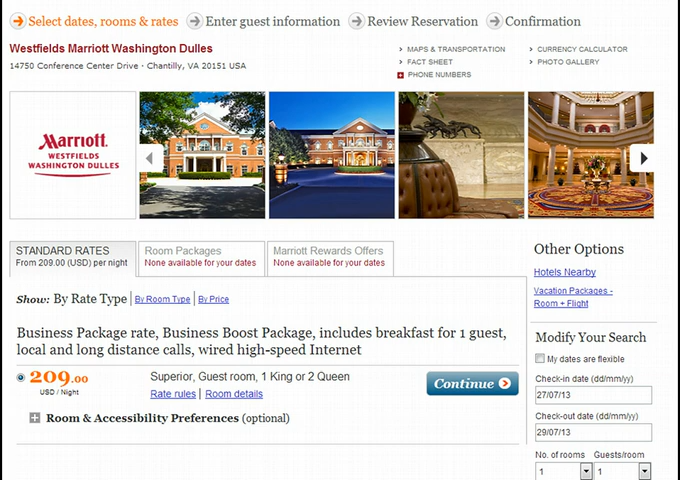 Select dates, rooms & rates Enter guest information Review Reservation Confirmation
Westfields Marriott Washington Dulles
14750 Conference Center Drive · Chantilly, VA 20151 USA
MAPS & TRANSPORTATION
FACT SHEET
PHONE NUMBERS
CURRENCY CALCULATOR
PHOTO GALLERY
Marriott.
WESTFIELDS
WASHINGTON DULLES
STANDARD RATES
From 209.00 (USD) per night
Room Packages
None available for your dates
Marriott Rewards Offers
None available for your dates
Show: By Rate Type | By Room Type | By Price
Business Package rate, Business Boost Package, includes breakfast for 1 guest,
local and long distance calls, wired high-speed Internet
209.00
USD / Night
Superior, Guest room, 1 King or 2 Queen
Rate rules | Room details
Continue
Room & Accessibility Preferences (optional)
Other Options
Hotels Nearby
Vacation Packages -
Room + Flight
Modify Your Search
My dates are flexible
Check-in date (dd/mm/yy)
27/07/13
Check-out date (dd/mm/yy)
29/07/13
No. of rooms Guests/room
1 1